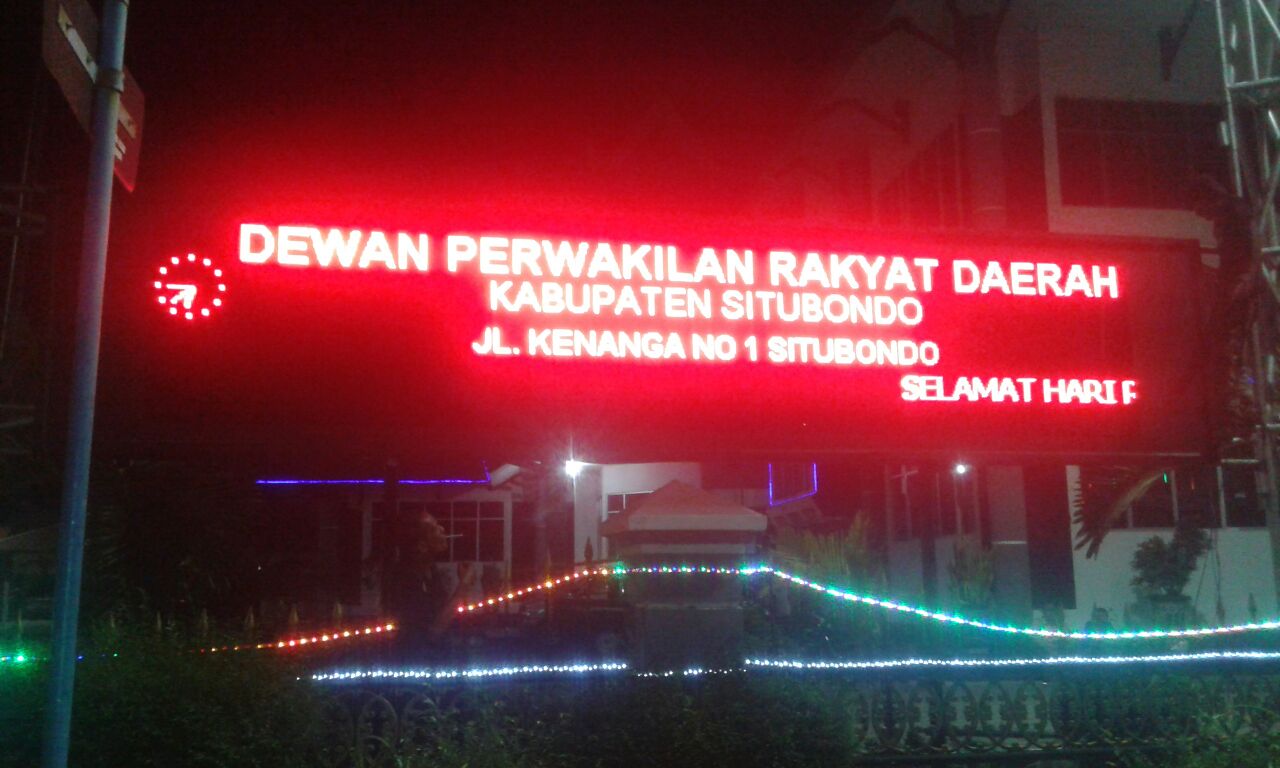 DEWAN PERWAKILAN RAKYAT DAERAH
KABUPATEN SITUBONDO
JL. KENANGA NO 1 SITUBONDO
SELAMAT HARI